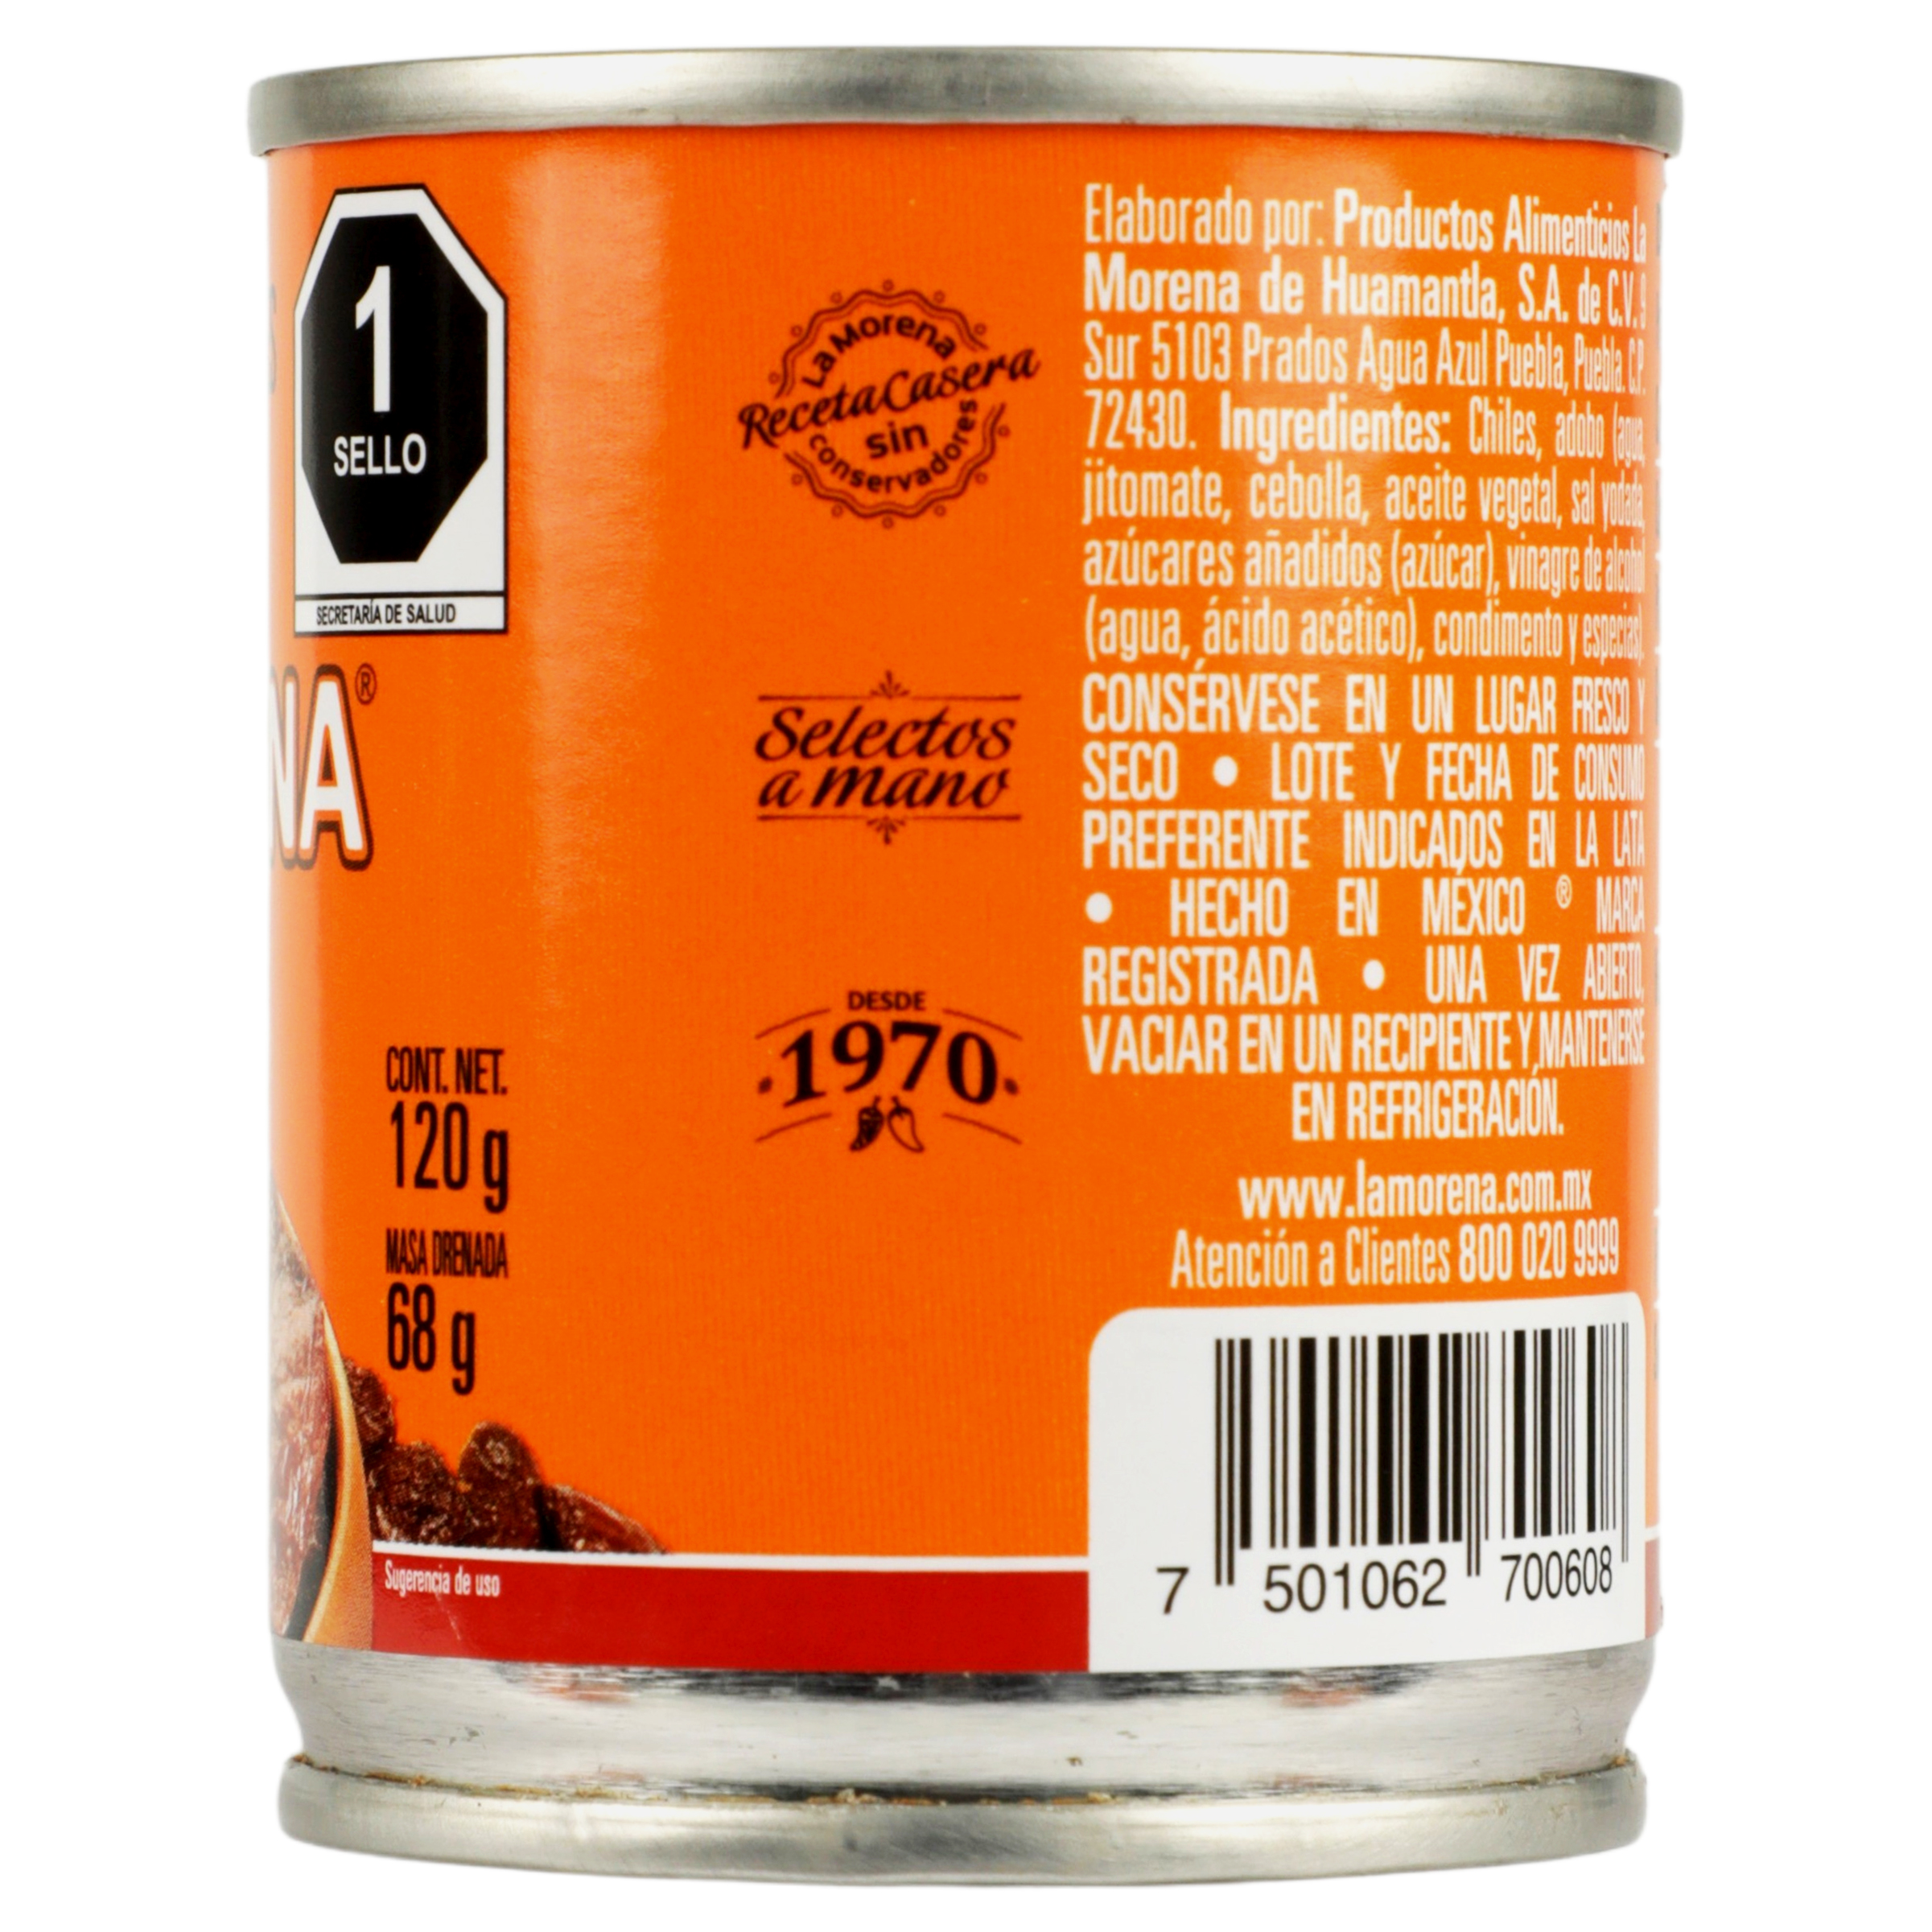 1
SELLO
SECRETARÍA DE SALUD
NA®
CONT. NET.
120 g
MASA DRENADA
68 g
Sugerencia de uso
La Morena
Receta Casera
sin
conservadores
Selectos
a mano
DESDE
1970
Elaborado por: Productos Alimenticios La
Morena de Huamantla, S.A. de C.V. 9
Sur 5103 Prados Agua Azul Puebla, Puebla. C.P.
72430. Ingredientes: Chiles, adobo (agua,
jitomate, cebolla, aceite vegetal, sal yodada,
azúcares añadidos (azúcar), vinagre de alcohol
(agua, ácido acético), condimento y especias).
CONSÉRVESE EN UN LUGAR FRESCO Y
SECO • LOTE Y FECHA DE CONSUMO
PREFERENTE INDICADOS EN LA LATA
• HECHO EN MÉXICO ® MARCA
REGISTRADA • UNA VEZ ABIERTO,
VACIAR EN UN RECIPIENTE Y MANTENERSE
EN REFRIGERACIÓN.
www.lamorena.com.mx
Atención a Clientes 800 020 9999
7 501062 700608